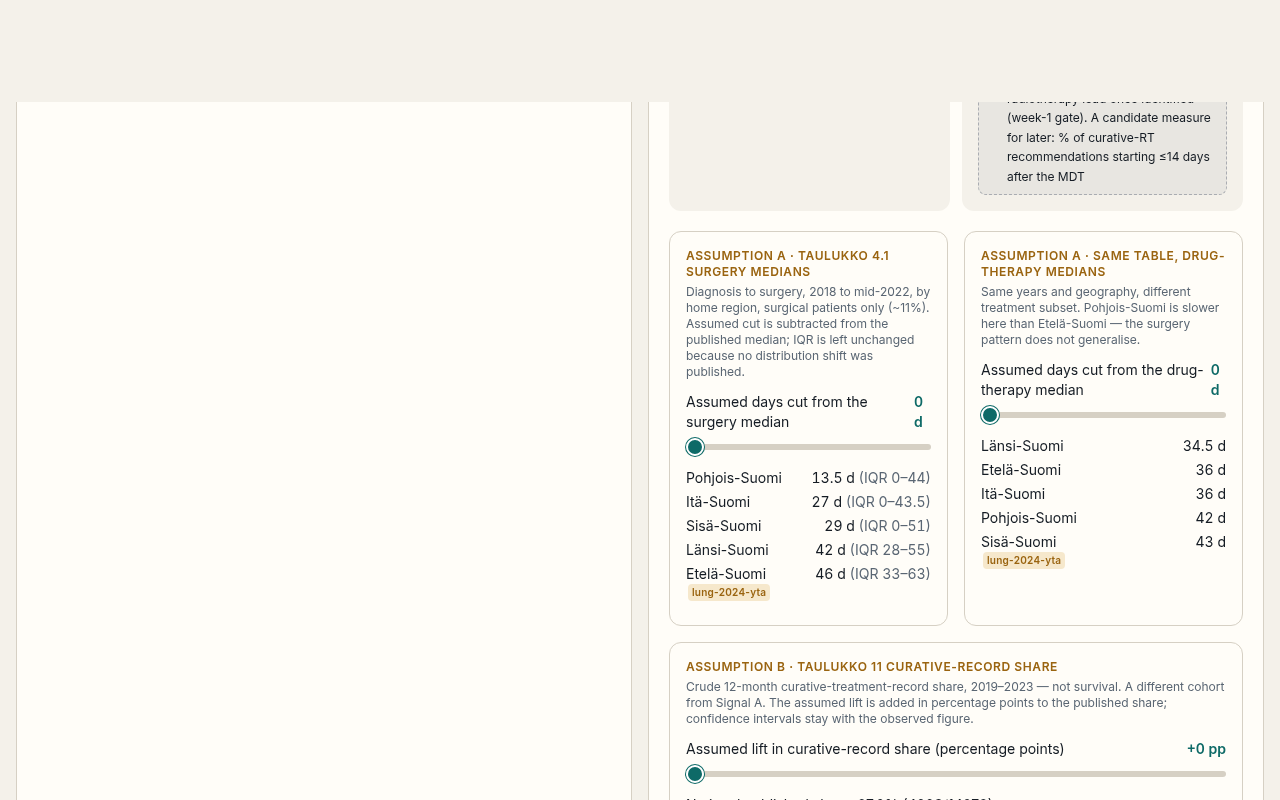 (week-1 gate). A candidate measure
for later: % of curative-RT
recommendations starting ≤14 days
after the MDT
ASSUMPTION A · TAULUKKO 4.1
SURGERY MEDIANS
Diagnosis to surgery, 2018 to mid-2022, by
home region, surgical patients only (~11%).
Assumed cut is subtracted from the
published median; IQR is left unchanged
because no distribution shift was
published.
Assumed days cut from the 0
surgery median d
Pohjois-Suomi 13.5 d (IQR 0–44)
Itä-Suomi 27 d (IQR 0–43.5)
Sisä-Suomi 29 d (IQR 0–51)
Länsi-Suomi 42 d (IQR 28–55)
Etelä-Suomi 46 d (IQR 33–63)
lung-2024-yta
ASSUMPTION A · SAME TABLE, DRUG-
THERAPY MEDIANS
Same years and geography, different
treatment subset. Pohjois-Suomi is slower
here than Etelä-Suomi — the surgery
pattern does not generalise.
Assumed days cut from the drug- 0
therapy median d
Länsi-Suomi 34.5 d
Etelä-Suomi 36 d
Itä-Suomi 36 d
Pohjois-Suomi 42 d
Sisä-Suomi 43 d
lung-2024-yta
ASSUMPTION B · TAULUKKO 11 CURATIVE-RECORD SHARE
Crude 12-month curative-treatment-record share, 2019–2023 — not survival. A different cohort
from Signal A. The assumed lift is added in percentage points to the published share;
confidence intervals stay with the observed figure.
Assumed lift in curative-record share (percentage points) +0 pp